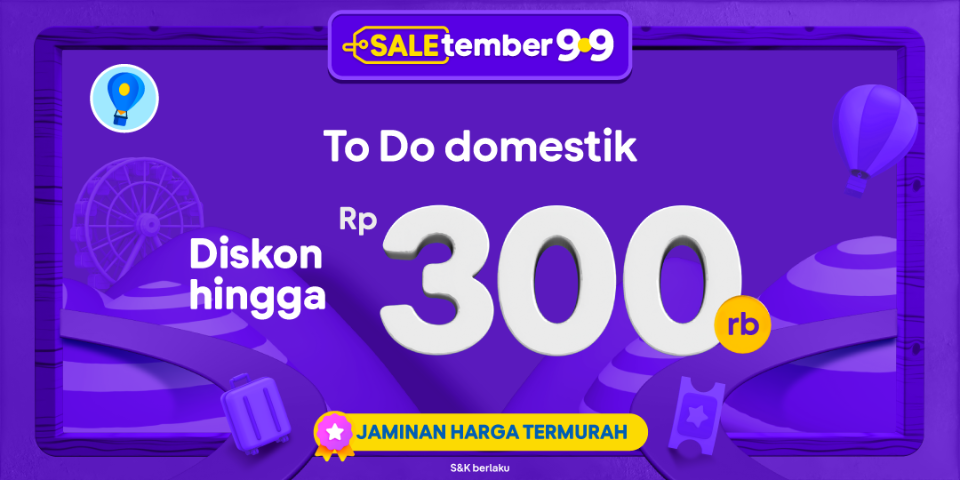 SALEtember 9.9
To Do domestik
Diskon
hingga
Rp 300 rb
JAMINAN HARGA TERMURAH
S&K berlaku